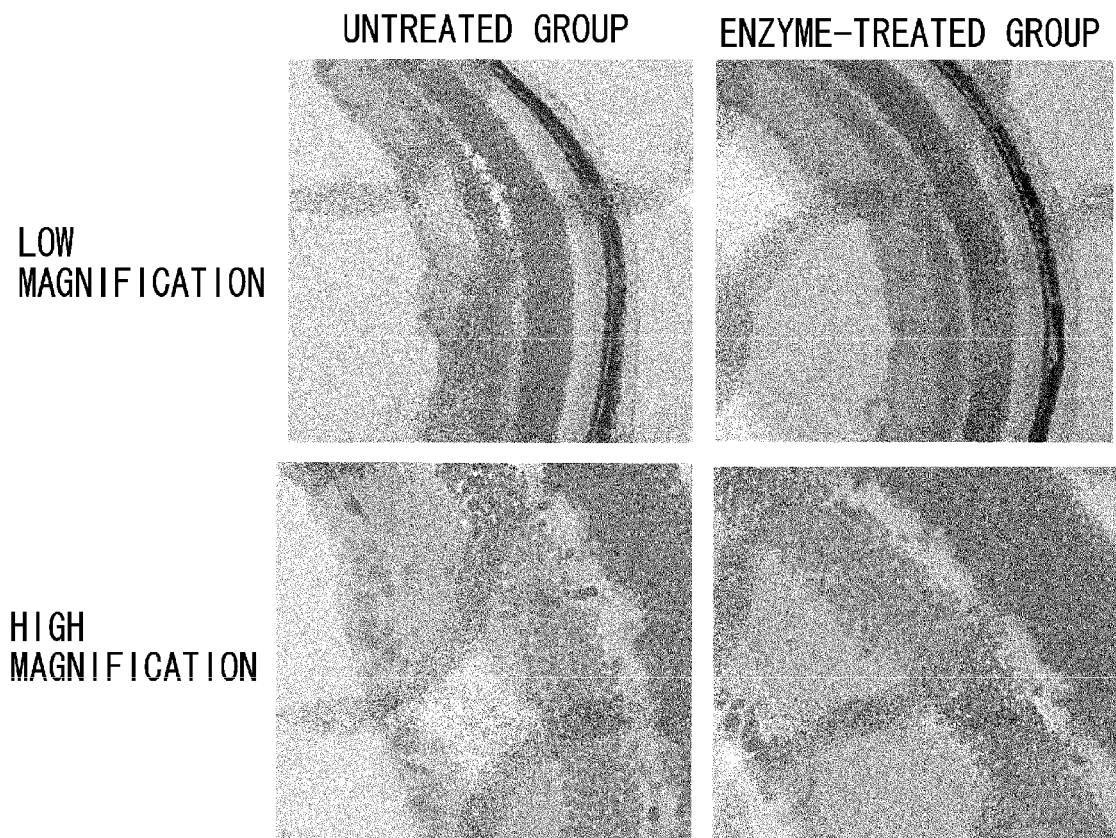 UNTREATED GROUP
ENZYME-TREATED GROUP
LOW
MAGNIFICATION
HIGH
MAGNIFICATION